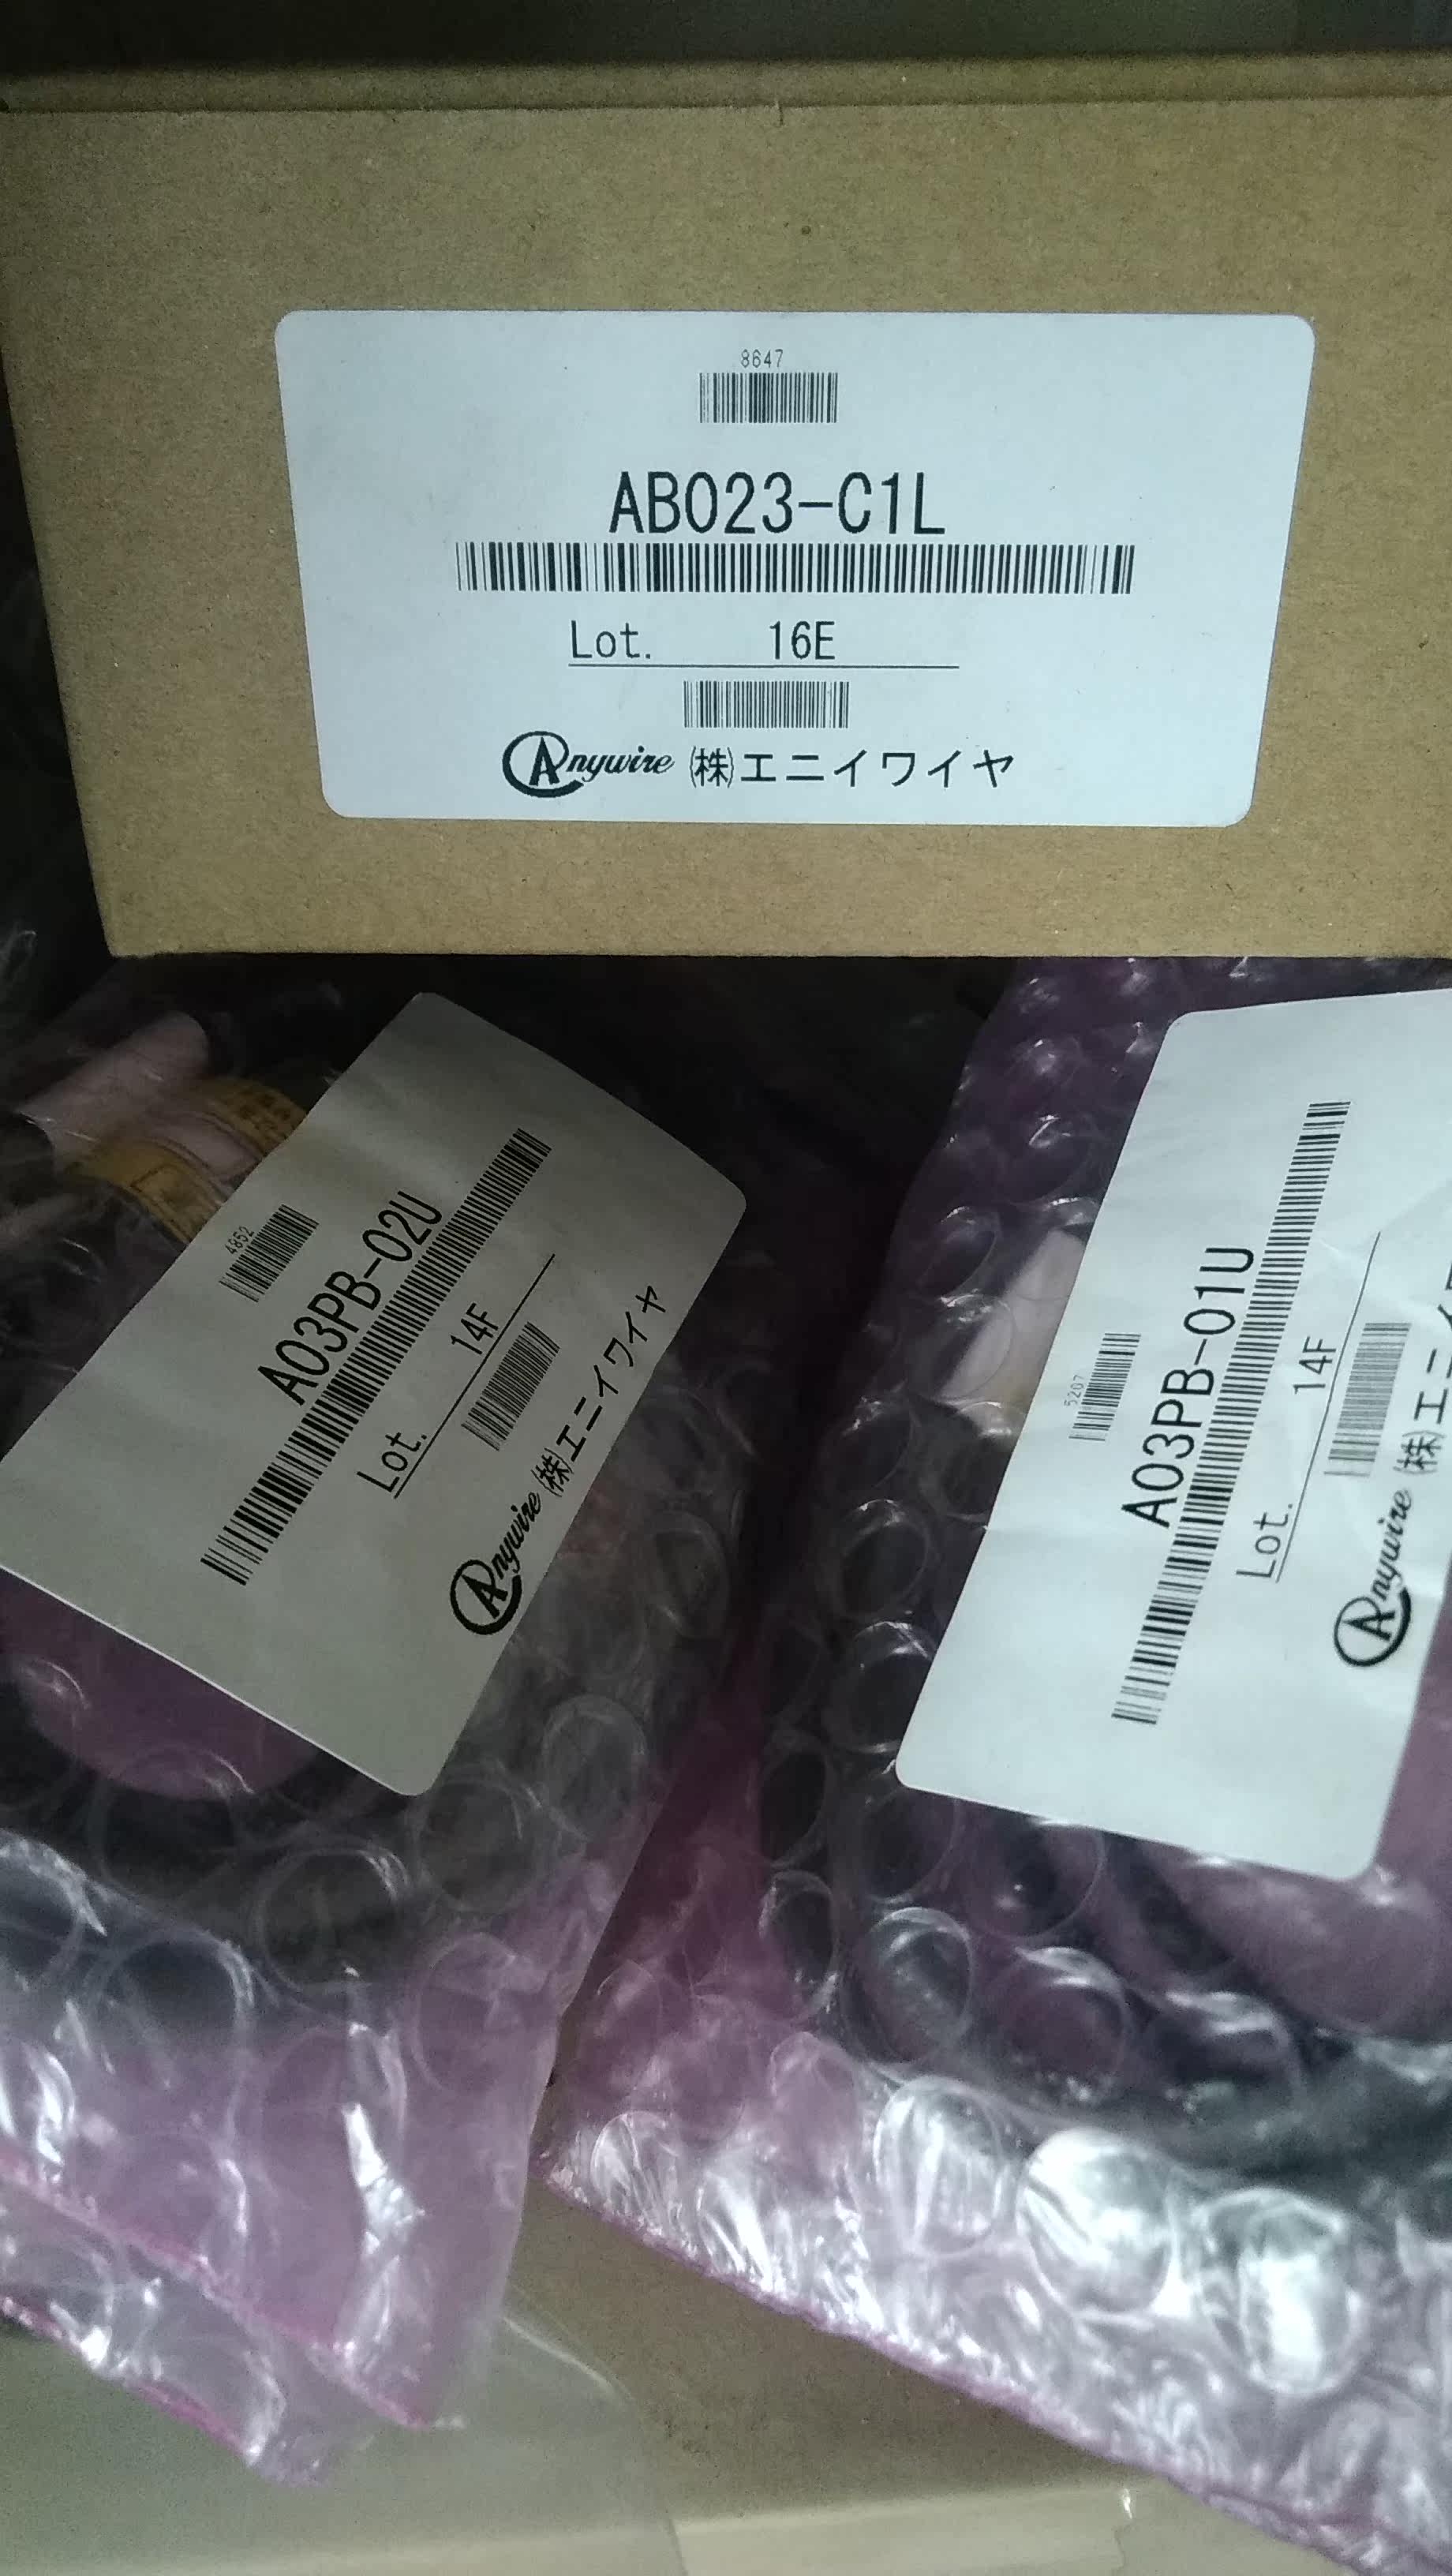 8647
AB023-C1L
Lot. 16E
Anywire ㈱エニイワイヤ
4852
A03PB-02U
Lot. 14F
Anywire ㈱エニイワイヤ
5207
A03PB-01U
Lot. 14F
Anywire ㈱エニ